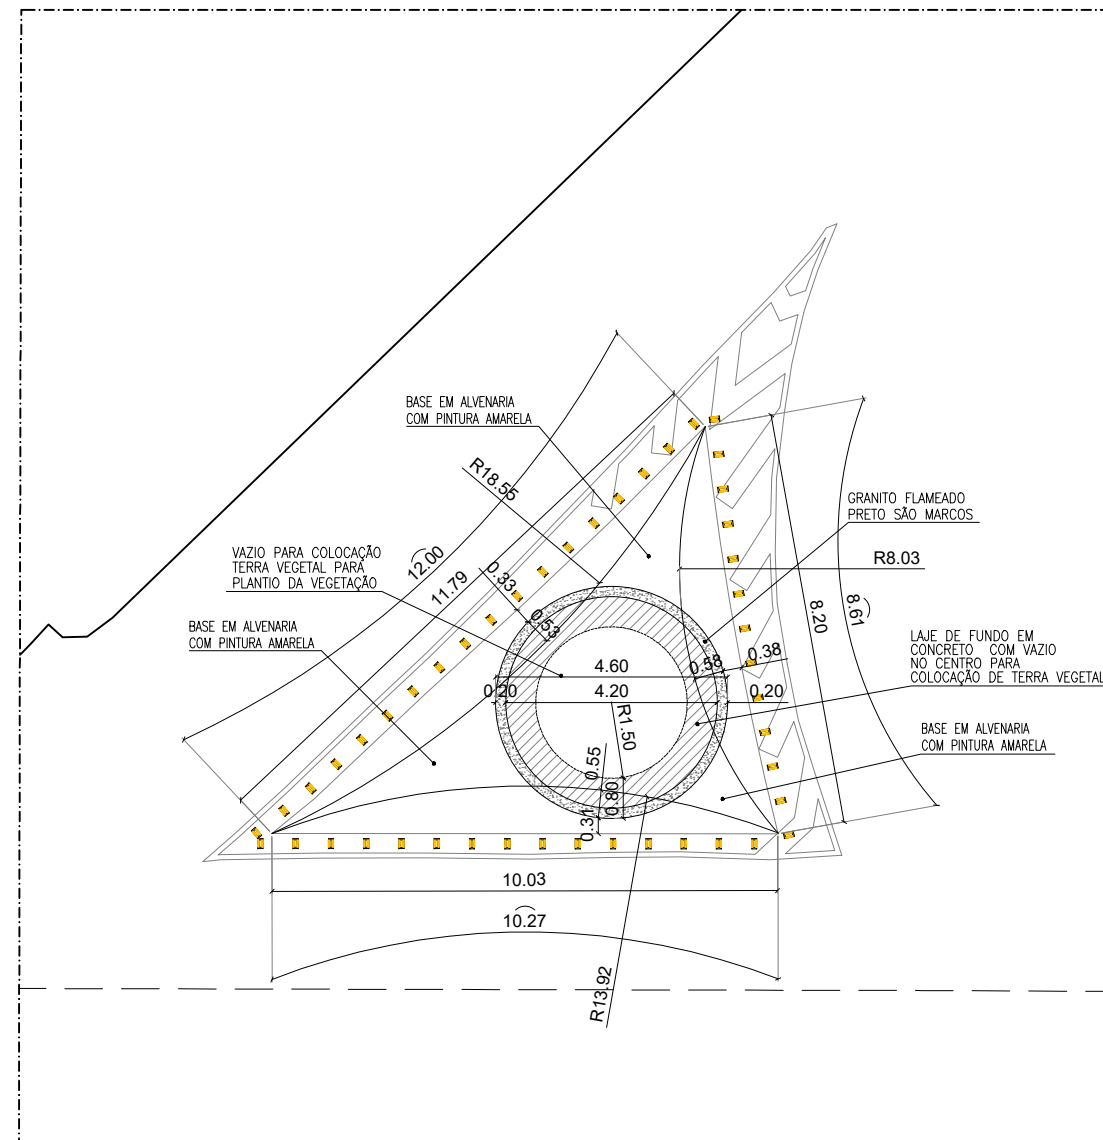 BASE EM ALVENARIA
COM PINTURA AMARELA
R18.55
GRANITO FLAMEADO
PRETO SÃO MARCOS
VAZIO PARA COLOCAÇÃO
TERRA VEGETAL PARA
PLANTIO DA VEGETAÇÃO
12.00
11.79
0.33
0.53
R8.03
8.20
8.61
BASE EM ALVENARIA
COM PINTURA AMARELA
LAJE DE FUNDO EM
CONCRETO COM VAZIO
NO CENTRO PARA
COLOCAÇÃO DE TERRA VEGETAL
4.60
0.58
0.38
0.20
4.20
0.20
R1.50
BASE EM ALVENARIA
COM PINTURA AMARELA
0.55
0.80
0.31
10.03
10.27
R13.92